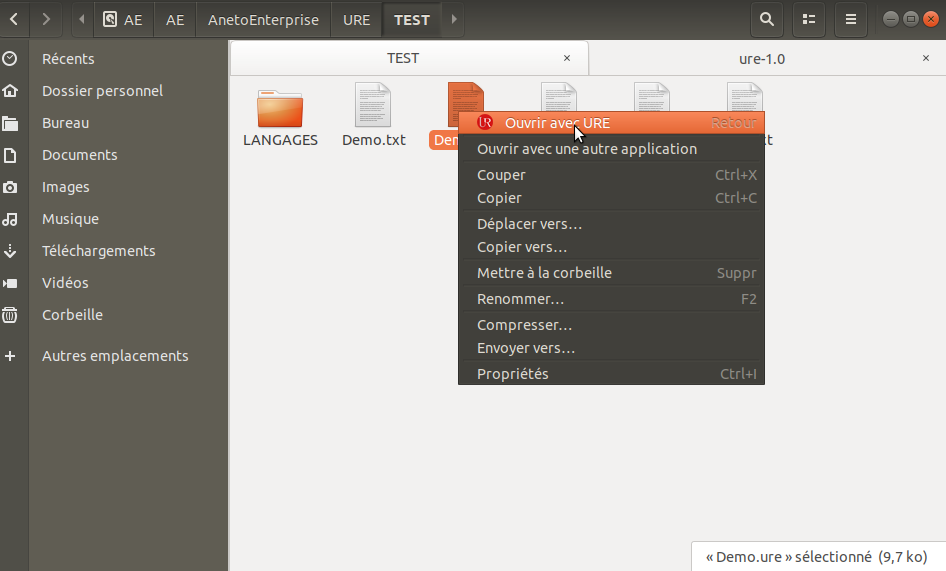 AE AE AnetoEnterprise URE TEST
Récents
Dossier personnel
Bureau
Documents
Images
Musique
Téléchargements
Vidéos
Corbeille
Autres emplacements
TEST × ure-1.0 ×
LANGAGES Demo.txt
UR Ouvrir avec URE Retour
Ouvrir avec une autre application
Couper Ctrl+X
Copier Ctrl+C
Déplacer vers…
Copier vers…
Mettre à la corbeille Suppr
Renommer… F2
Compresser…
Envoyer vers…
Propriétés Ctrl+I
« Demo.ure » sélectionné (9,7 ko)